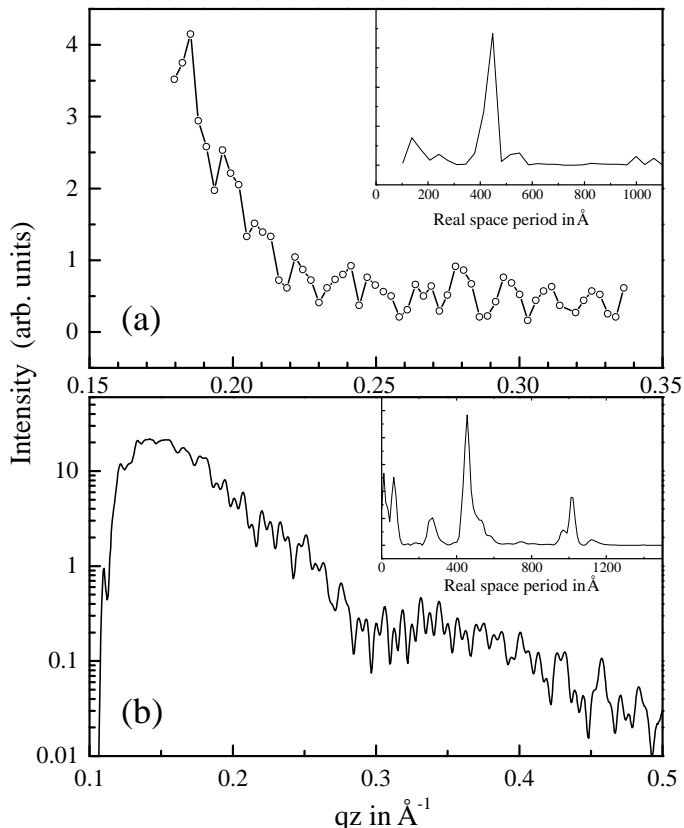 4
3
2
1
0
Intensity (arb. units)
(a)
0 200 400 600 800 1000
Real space period in Å
0.15 0.20 0.25 0.30 0.35
10
1
0.1
0.01
(b)
0 400 800 1200
Real space period in Å
0.1 0.2 0.3 0.4 0.5
qz in Å⁻¹